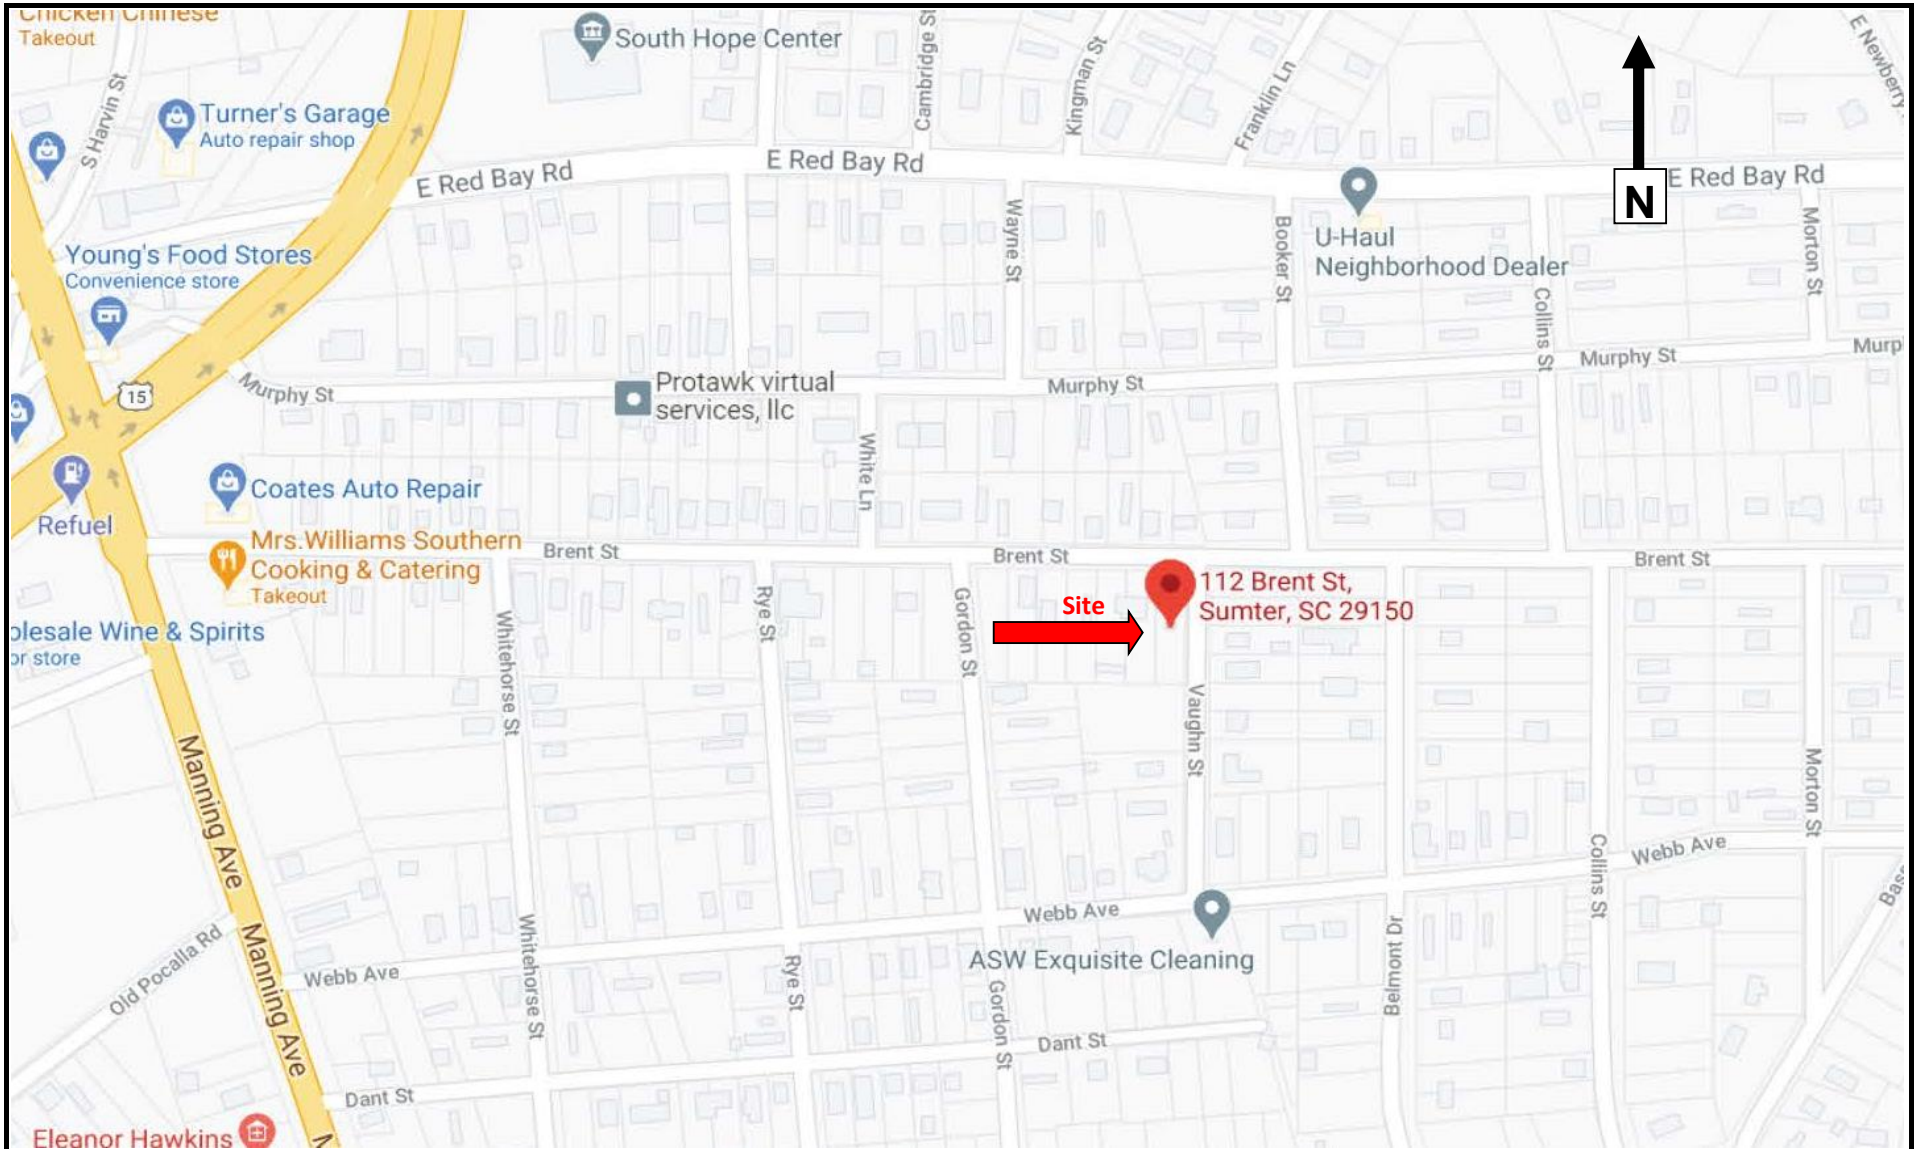 Chicken Chinese
Takeout
South Hope Center
Cambridge St
Kingman St
Franklin Ln
E Newberry
S Harvin St
Turner's Garage
Auto repair shop
E Red Bay Rd
E Red Bay Rd
E Red Bay Rd
N
Wayne St
Booker St
U-Haul
Neighborhood Dealer
Morton St
Young's Food Stores
Convenience store
Collins St
15
Murphy St
Protawk virtual
services, llc
Murphy St
Murphy St
Murp
White Ln
Coates Auto Repair
Refuel
Mrs.Williams Southern
Cooking & Catering
Takeout
Brent St
Brent St
Brent St
112 Brent St,
Sumter, SC 29150
Site
Rye St
Gordon St
Whitehorse St
olesale Wine & Spirits
or store
Vaughn St
Manning Ave
Morton St
Collins St
Webb Ave
Webb Ave
ASW Exquisite Cleaning
Belmont Dr
Bas
Old Pocalla Rd
Manning Ave
Webb Ave
Whitehorse St
Rye St
Gordon St
Dant St
Dant St
Eleanor Hawkins